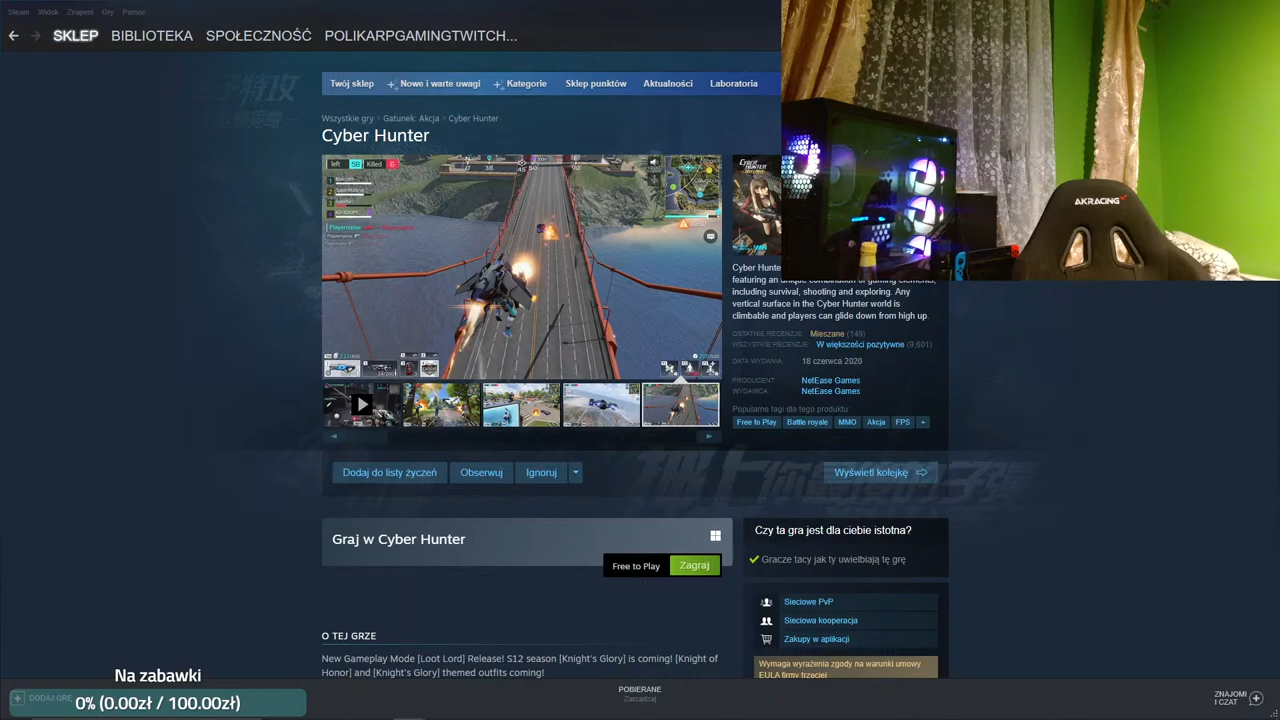 Steam Widok Znajomi Gry Pomoc
SKLEP BIBLIOTEKA SPOŁECZNOŚĆ POLIKARPGAMINGTWITCH...
Twój sklep Nowe i warte uwagi Kategorie Sklep punktów Aktualności Laboratoria
Wszystkie gry > Gatunek: Akcja > Cyber Hunter
Cyber Hunter
left 58 Killed 6
CYBER HUNTER
AKRACING
Cyber Hunte
featuring an unique combination of gaming elements,
including survival, shooting and exploring. Any
vertical surface in the Cyber Hunter world is
climbable and players can glide down from high up.
OSTATNIE RECENZJE: Mieszane (149)
WSZYSTKIE RECENZJE: W większości pozytywne (9,601)
DATA WYDANIA: 18 czerwca 2020
PRODUCENT: NetEase Games
WYDAWCA: NetEase Games
Popularne tagi dla tego produktu:
Free to Play Battle royale MMO Akcja FPS +
Dodaj do listy życzeń Obserwuj Ignoruj
Wyświetl kolejkę
Graj w Cyber Hunter
Free to Play Zagraj
Czy ta gra jest dla ciebie istotna?
Gracze tacy jak ty uwielbiają tę grę
Sieciowe PvP
Sieciowa kooperacja
Zakupy w aplikacji
Wymaga wyrażenia zgody na warunki umowy
EULA firmy trzeciej
O TEJ GRZE
New Gameplay Mode [Loot Lord] Release! S12 season [Knight's Glory] is coming! [Knight of
Honor] and [Knight's Glory] themed outfits coming!
Na zabawki
DODAJ GRĘ
0% (0.00zł / 100.00zł)
POBIERANE
Zarządzaj
ZNAJOMI
I CZAT